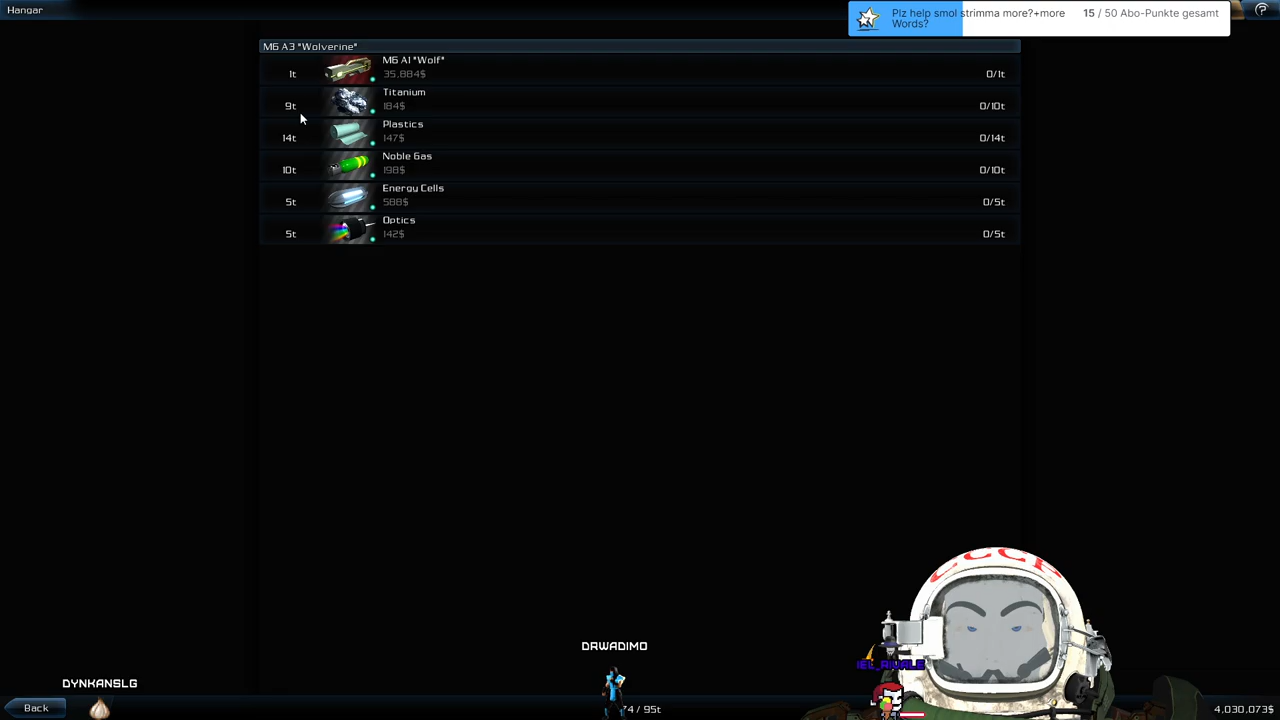 Hangar
Plz help smol strimma more?+more
Words?
15 / 50 Abo-Punkte gesamt
M6 A3 "Wolverine"
M6 A1 "Wolf"
1t
35.884$
0/1t
Titanium
9t
184$
0/10t
Plastics
14t
147$
0/14t
Noble Gas
10t
198$
0/10t
Energy Cells
5t
588$
0/5t
Optics
5t
142$
0/5t
CCCP
DRWADIMO
IEL_RIVALE
DYNKANSLG
Back
74 / 95t
4,030,073$